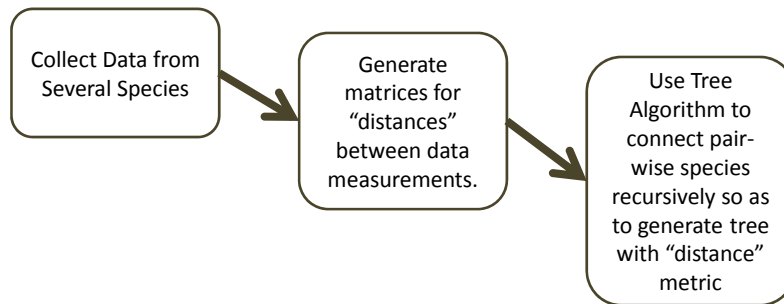 Collect Data from
Several Species
Generate
matrices for
“distances”
between data
measurements.
Use Tree
Algorithm to
connect pair-
wise species
recursively so as
to generate tree
with “distance”
metric